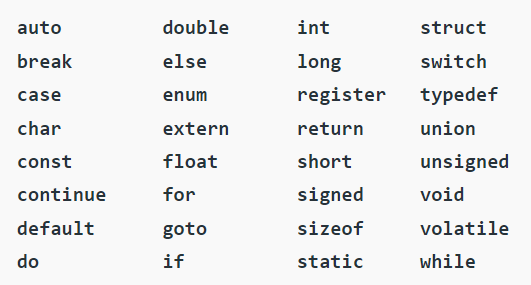 auto double int struct
break else long switch
case enum register typedef
char extern return union
const float short unsigned
continue for signed void
default goto sizeof volatile
do if static while